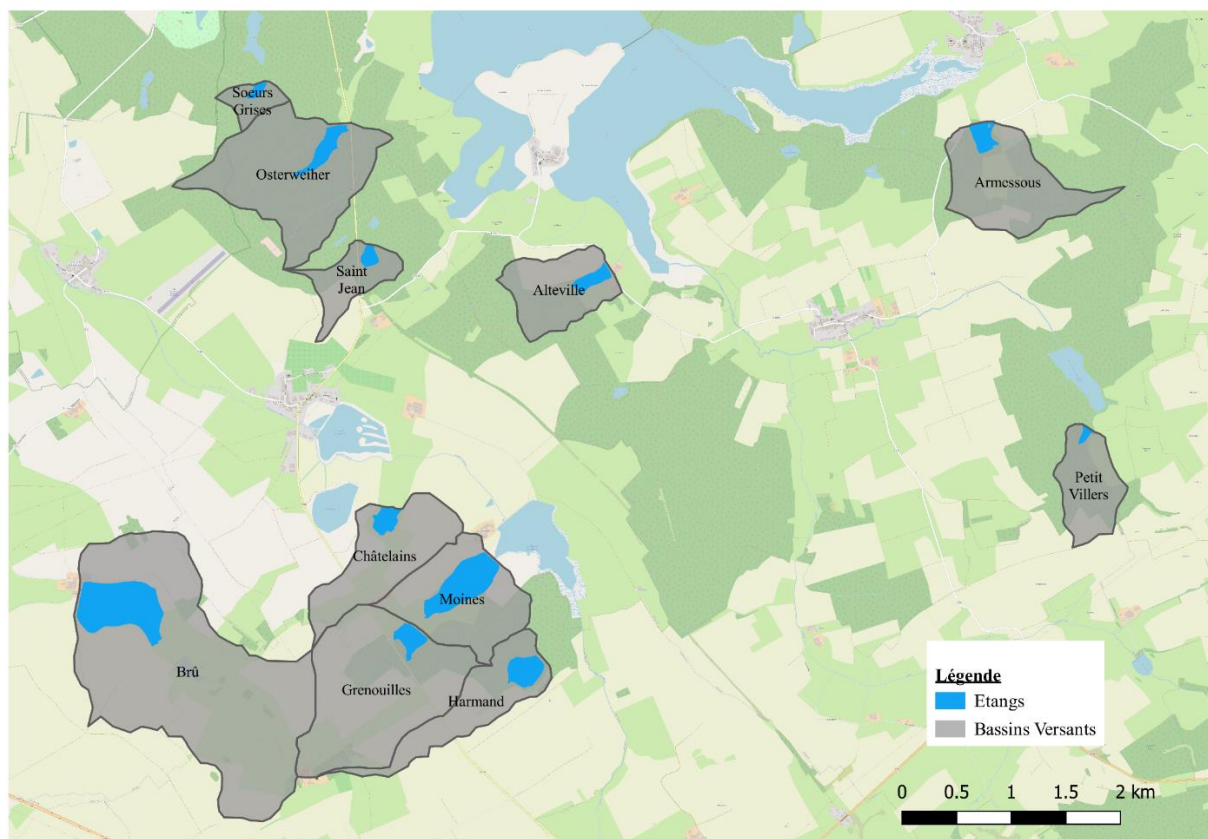 Soeurs
Grises
Osterweiher
Armessous
Saint
Jean
Alteville
Petit
Villers
Châtelains
Moines
Brû
Grenouilles
Harmand
Légende
Etangs
Bassins Versants
0 0.5 1 1.5 2 km